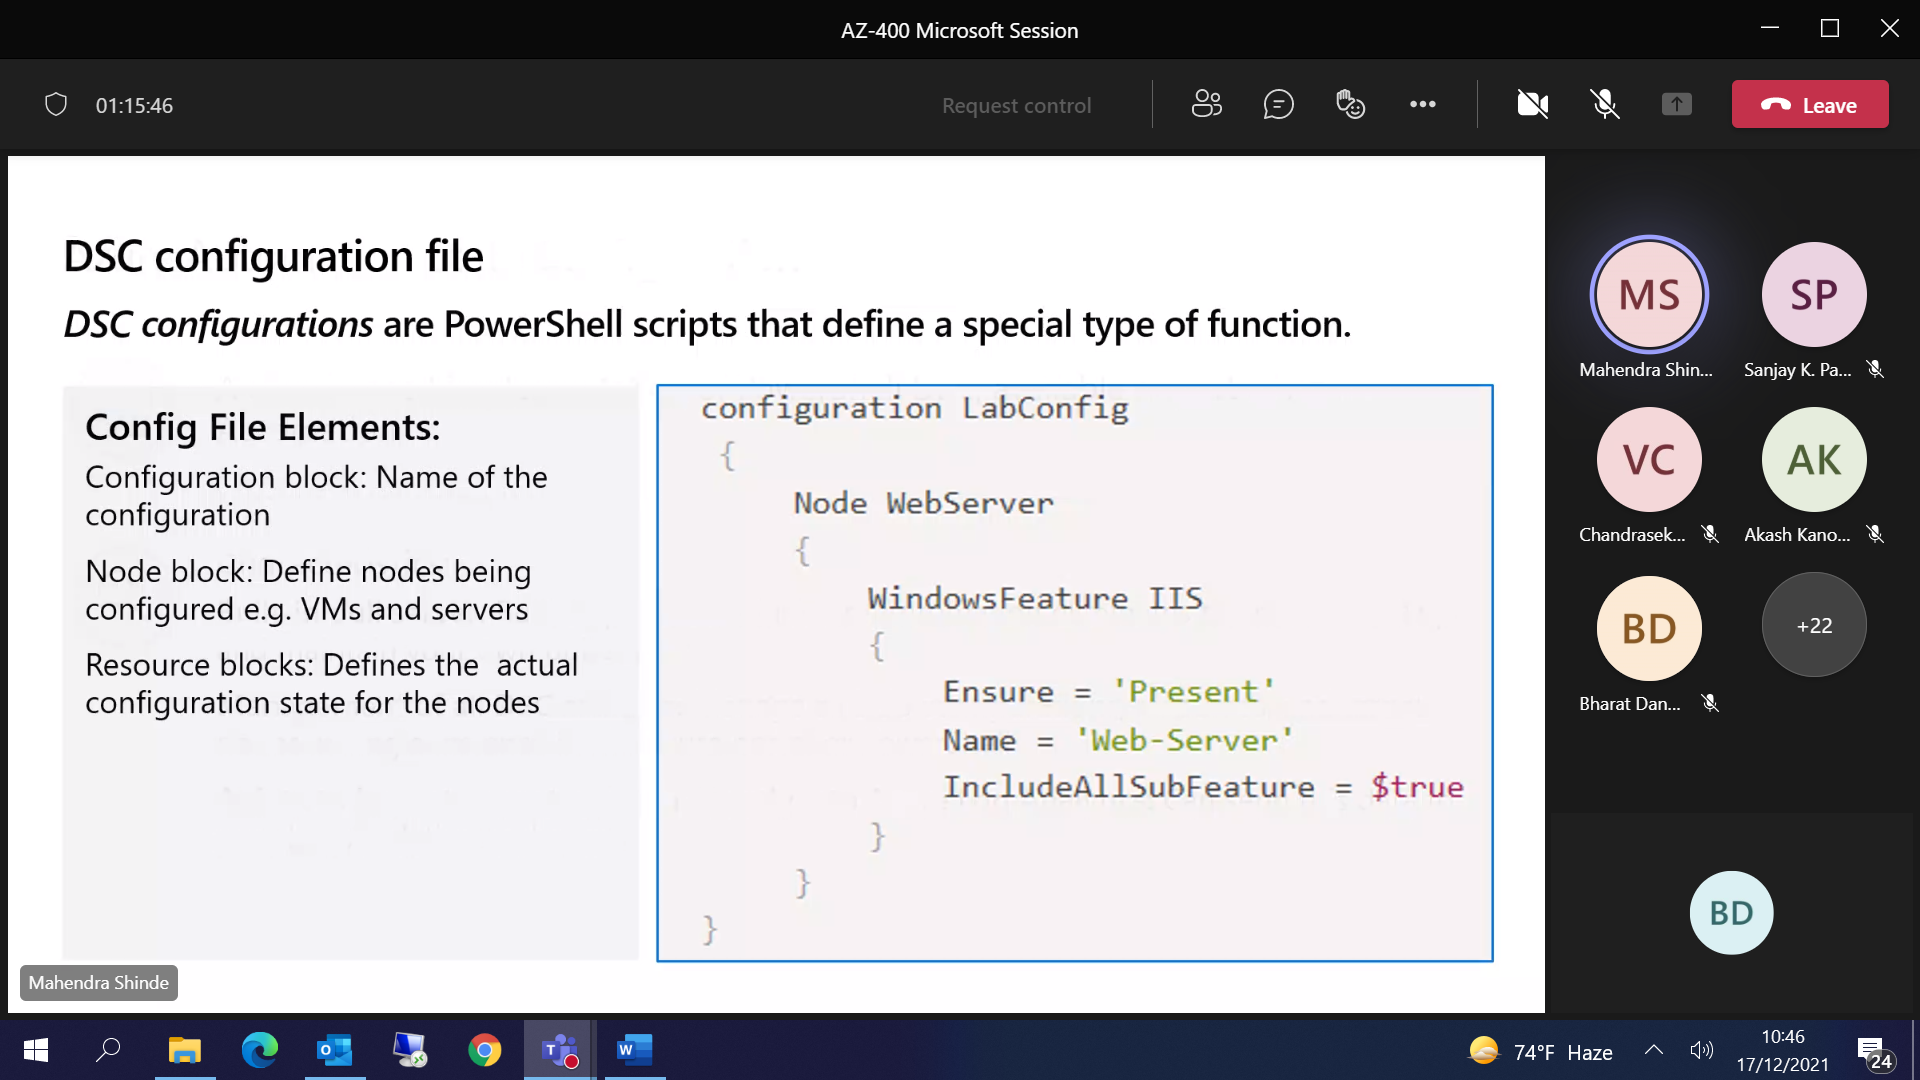 AZ-400 Microsoft Session
01:15:46
Request control
Leave
DSC configuration file
DSC configurations are PowerShell scripts that define a special type of function.
Config File Elements:
Configuration block: Name of the
configuration
Node block: Define nodes being
configured e.g. VMs and servers
Resource blocks: Defines the actual
configuration state for the nodes
configuration LabConfig
{
Node WebServer
{
WindowsFeature IIS
{
Ensure = 'Present'
Name = 'Web-Server'
IncludeAllSubFeature = $true
}
}
}
Mahendra Shinde
MS
SP
Mahendra Shin...
Sanjay K. Pa...
VC
AK
Chandrasek...
Akash Kano...
BD
+22
Bharat Dan...
BD
74°F Haze
10:46
17/12/2021
24